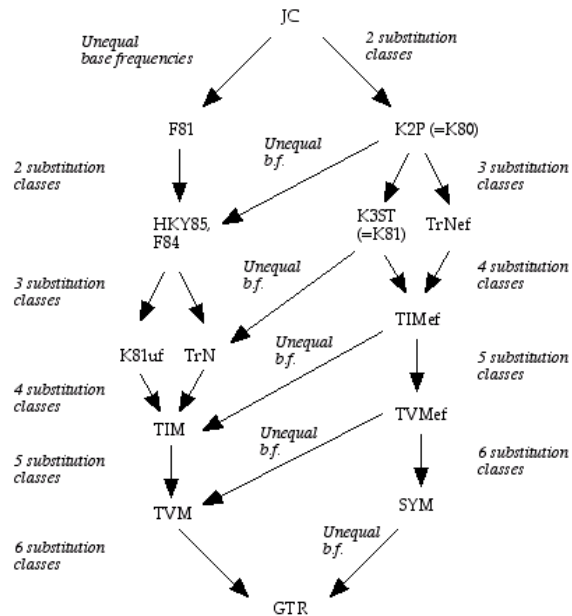 JC
Unequal
base frequencies
2 substitution
classes
F81
K2P (=K80)
Unequal
b.f.
2 substitution
classes
3 substitution
classes
HKY85,
F84
K3ST
(=K81)
TrNef
Unequal
b.f.
3 substitution
classes
4 substitution
classes
TIMef
K81uf
TrN
Unequal
b.f.
5 substitution
classes
4 substitution
classes
TIM
TVMef
Unequal
b.f.
5 substitution
classes
6 substitution
classes
TVM
SYM
Unequal
b.f.
6 substitution
classes
GTR